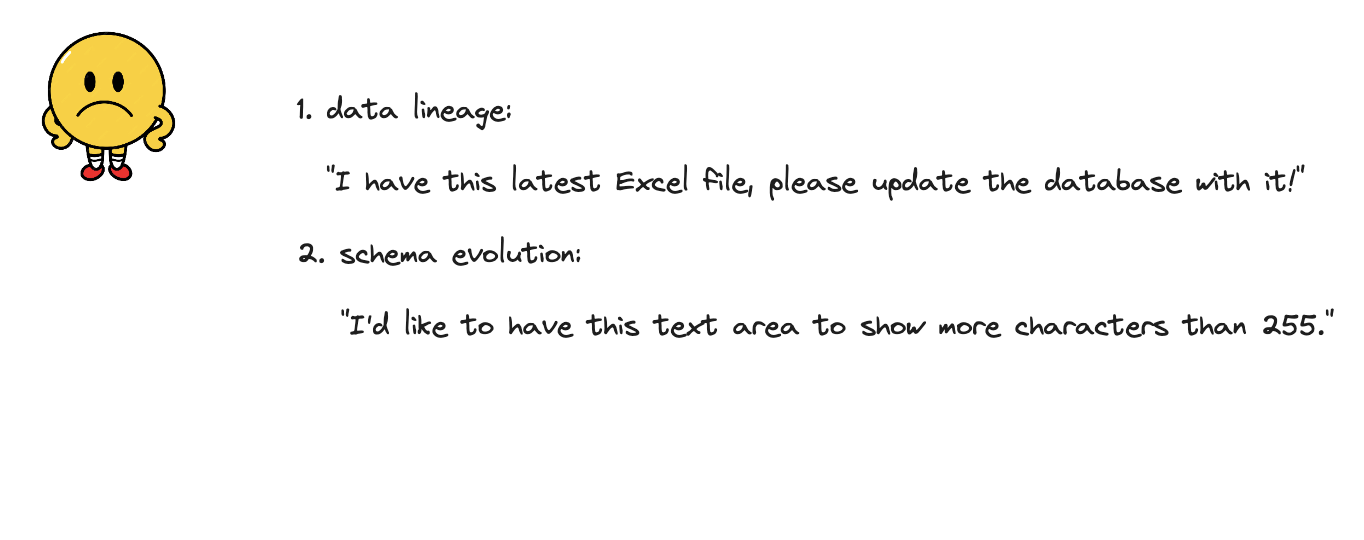 1. data lineage:
"I have this latest Excel file, please update the database with it!"
2. schema evolution:
"I'd like to have this text area to show more characters than 255."